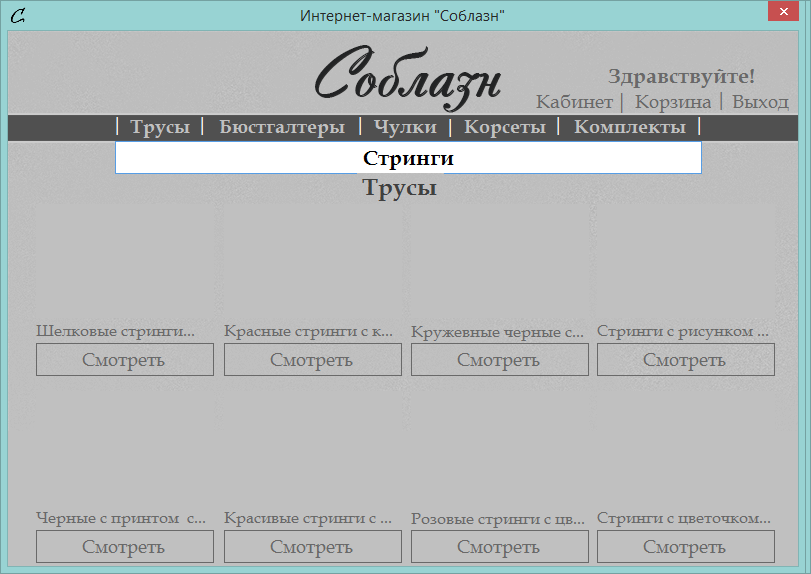 Интернет-магазин "Соблазн"
Соблазн
Здравствуйте!
Кабинет | Корзина | Выход
| Трусы | Бюстгалтеры | Чулки | Корсеты | Комплекты |
Стринги
Трусы
Шелковые стринги... Красные стринги с к... Кружевные черные с... Стринги с рисунком ...
Смотреть Смотреть Смотреть Смотреть
Черные с принтом с... Красивые стринги с ... Розовые стринги с цв... Стринги с цветочком...
Смотреть Смотреть Смотреть Смотреть